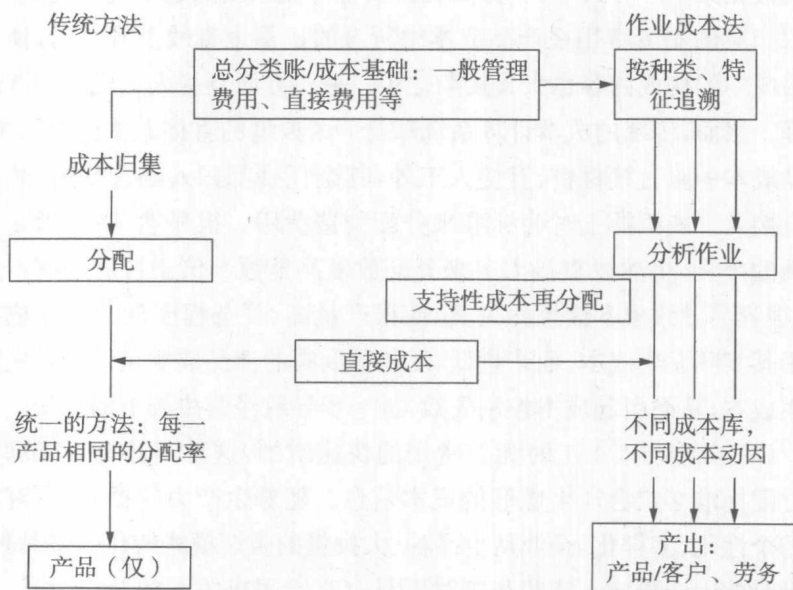 传统方法
作业成本法
总分类账/成本基础：一般管理
费用、直接费用等
按种类、特
征追溯
成本归集
分配
分析作业
支持性成本再分配
直接成本
统一的方法：每一
产品相同的分配率
不同成本库，
不同成本动因
产品（仅）
产出：
产品/客户 劳务